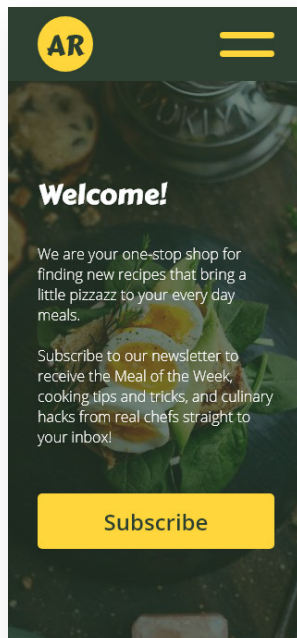 AR
OOKLYN
Welcome!
We are your one-stop shop for
finding new recipes that bring a
little pizzazz to your every day
meals.
Subscribe to our newsletter to
receive the Meal of the Week,
cooking tips and tricks, and culinary
hacks from real chefs straight to
your inbox!
Subscribe